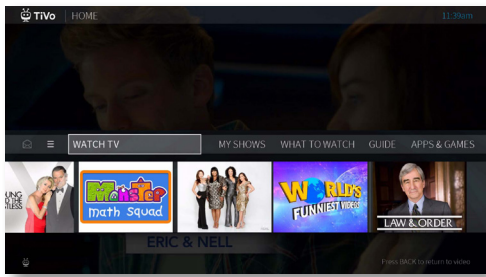 TiVo HOME 11:39am
WATCH TV MY SHOWS WHAT TO WATCH GUIDE APPS & GAMES
Monster
math squad
WORLD'S
FUNNIEST VIDEOS
LAW & ORDER
ERIC & NELL
Press BACK to return to video